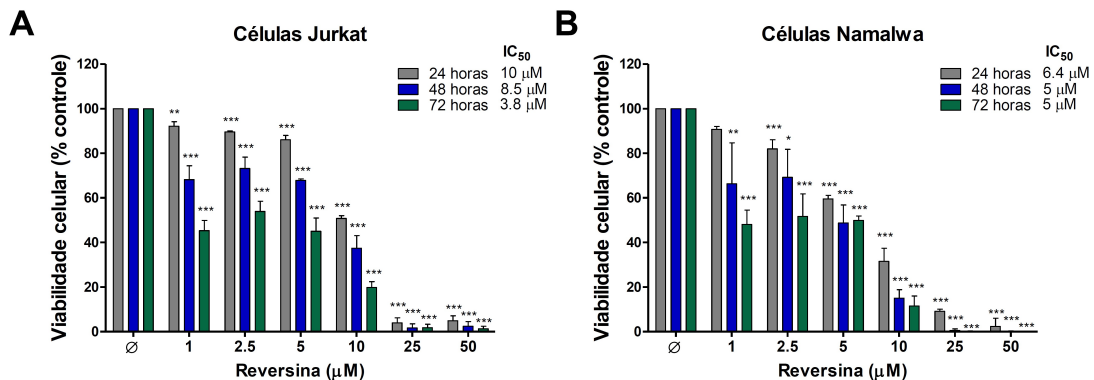 A
Células Jurkat
IC50
24 horas 10 μM
48 horas 8.5 μM
72 horas 3.8 μM
Viabilidade celular (% controle)
120
100
80
60
40
20
0
** *** ***
*** *** ***
*** *** ***
*** *** ***
*** *** ***
*** *** ***
∅ 1 2.5 5 10 25 50
Reversina (μM)
B
Células Namalwa
IC50
24 horas 6.4 μM
48 horas 5 μM
72 horas 5 μM
Viabilidade celular (% controle)
120
100
80
60
40
20
0
** ***
*** * ***
*** *** ***
*** *** ***
*** *** ***
*** *** ***
∅ 1 2.5 5 10 25 50
Reversina (μM)